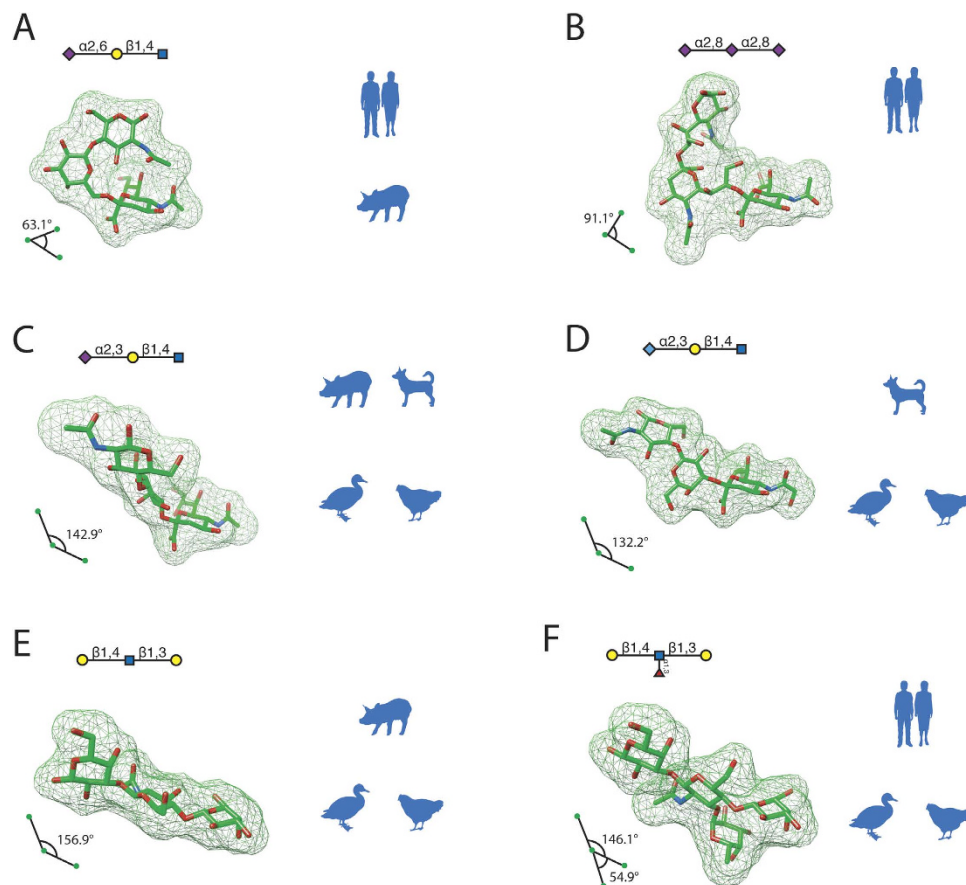 A
α2,6 β1,4
63.1°
B
α2,8 α2,8
91.1°
C
α2,3 β1,4
142.9°
D
α2,3 β1,4
132.2°
E
β1,4 β1,3
156.9°
F
β1,4 β1,3
α1,3
146.1°
54.9°